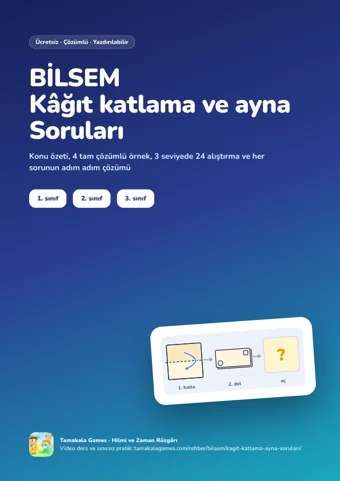 Ücretsiz · Çözümlü · Yazdırılabilir
BİLSEM
Kâğıt katlama ve ayna
Soruları
Konu özeti, 4 tam çözümlü örnek, 3 seviyede 24 alıştırma ve her
sorunun adım adım çözümü
1. sınıf
2. sınıf
3. sınıf
?
1. katla
2. del
aç
Tamakala Games · Hilmi ve Zaman Rüzgârı
Video ders ve sınırsız pratik: tamakalagames.com/rehber/bilsem/kagit-katlama-ayna-sorulari/